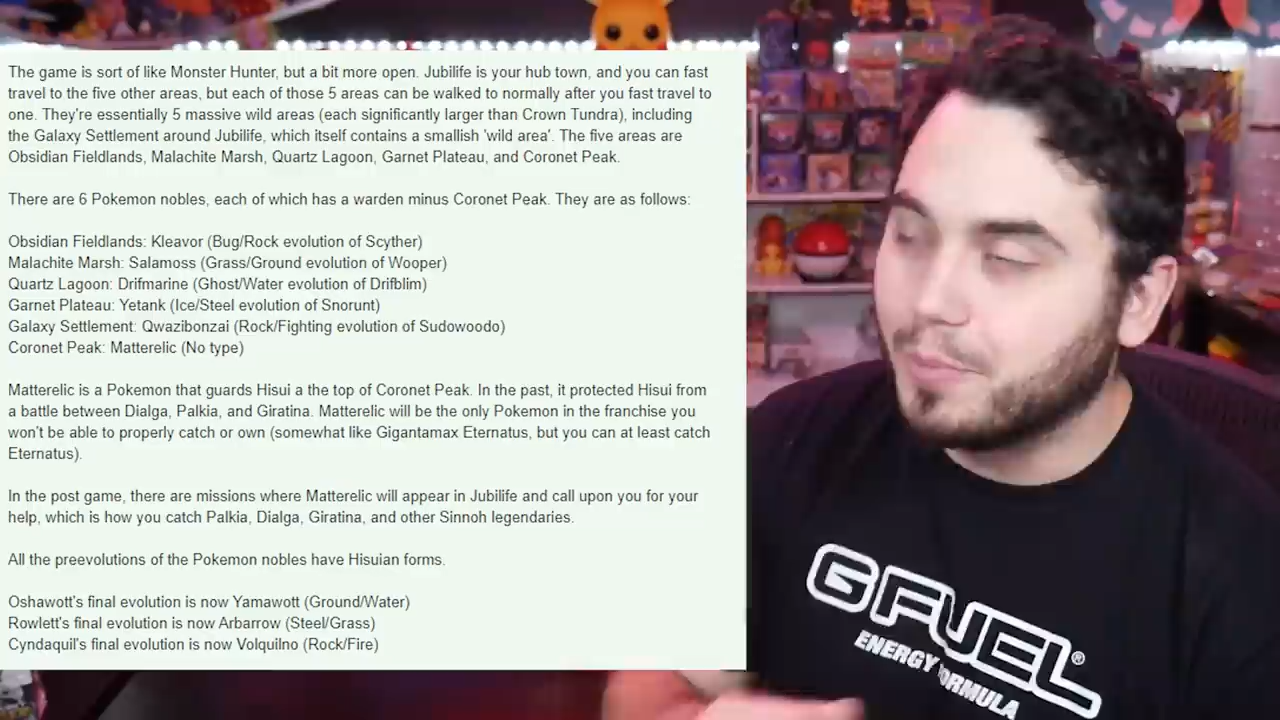 The game is sort of like Monster Hunter, but a bit more open. Jubilife is your hub town, and you can fast
travel to the five other areas, but each of those 5 areas can be walked to normally after you fast travel to
one. They're essentially 5 massive wild areas (each significantly larger than Crown Tundra), including
the Galaxy Settlement around Jubilife, which itself contains a smallish 'wild area'. The five areas are
Obsidian Fieldlands, Malachite Marsh, Quartz Lagoon, Garnet Plateau, and Coronet Peak.
There are 6 Pokemon nobles, each of which has a warden minus Coronet Peak. They are as follows:
Obsidian Fieldlands: Kleavor (Bug/Rock evolution of Scyther)
Malachite Marsh: Salamoss (Grass/Ground evolution of Wooper)
Quartz Lagoon: Drifmarine (Ghost/Water evolution of Drifblim)
Garnet Plateau: Yetank (Ice/Steel evolution of Snorunt)
Galaxy Settlement: Qwazibonzai (Rock/Fighting evolution of Sudowoodo)
Coronet Peak: Matterelic (No type)
Matterelic is a Pokemon that guards Hisui a the top of Coronet Peak. In the past, it protected Hisui from
a battle between Dialga, Palkia, and Giratina. Matterelic will be the only Pokemon in the franchise you
won't be able to properly catch or own (somewhat like Gigantamax Eternatus, but you can at least catch
Eternatus).
In the post game, there are missions where Matterelic will appear in Jubilife and call upon you for your
help, which is how you catch Palkia, Dialga, Giratina, and other Sinnoh legendaries.
All the preevolutions of the Pokemon nobles have Hisuian forms.
Oshawott's final evolution is now Yamawott (Ground/Water)
Rowlett's final evolution is now Arbarrow (Steel/Grass)
Cyndaquil's final evolution is now Volquilno (Rock/Fire)
G FUEL®
ENERGY FORMULA